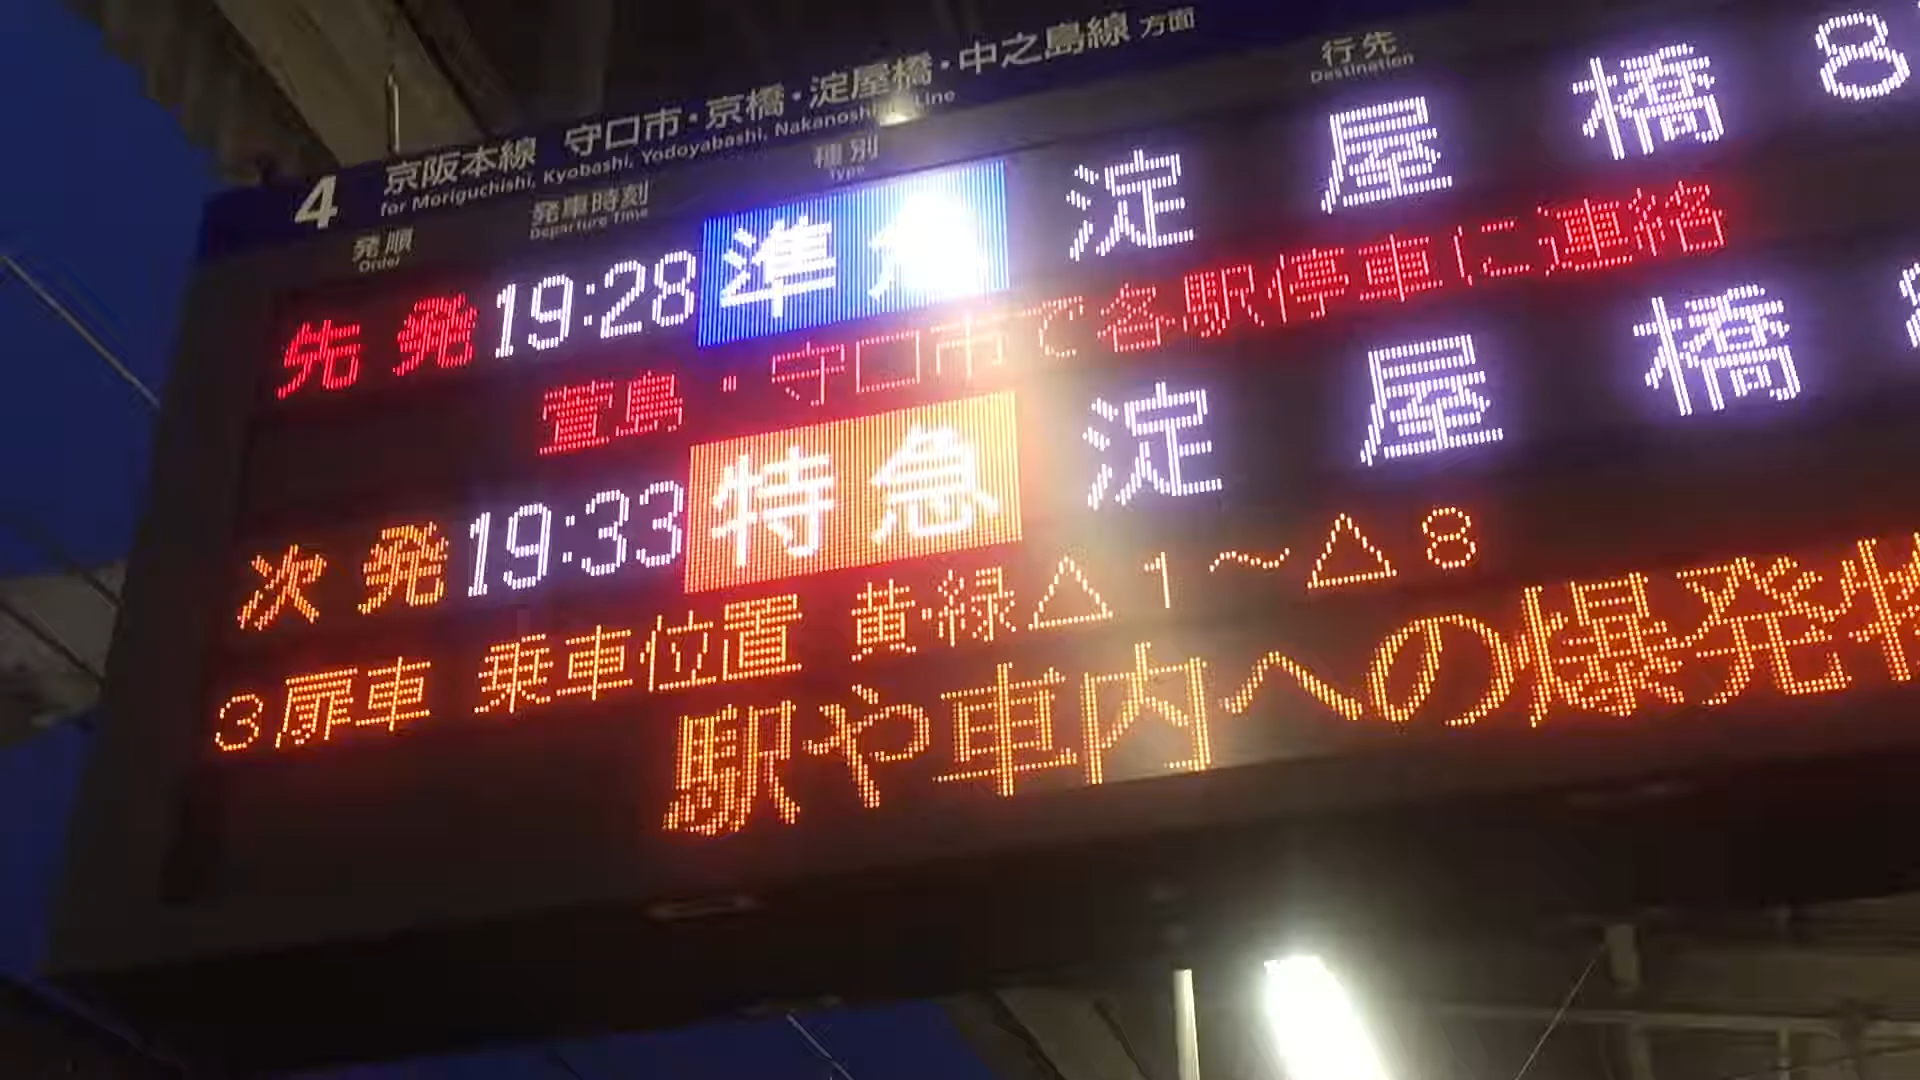 4 京阪本線 守口市・京橋・淀屋橋・中之島線 方面
for Moriguchishi, Kyobashi, Yodoyabashi, Nakanoshi Line
発順 発車時刻 種別 行先
Order Departure Time Type Destination
先発 19:28 準急 淀屋橋 8
萱島・守口市で各駅停車に連絡
次発 19:33 特急 淀屋橋
3扉車 乗車位置 黄・緑△1～△8
駅や車内への爆発物